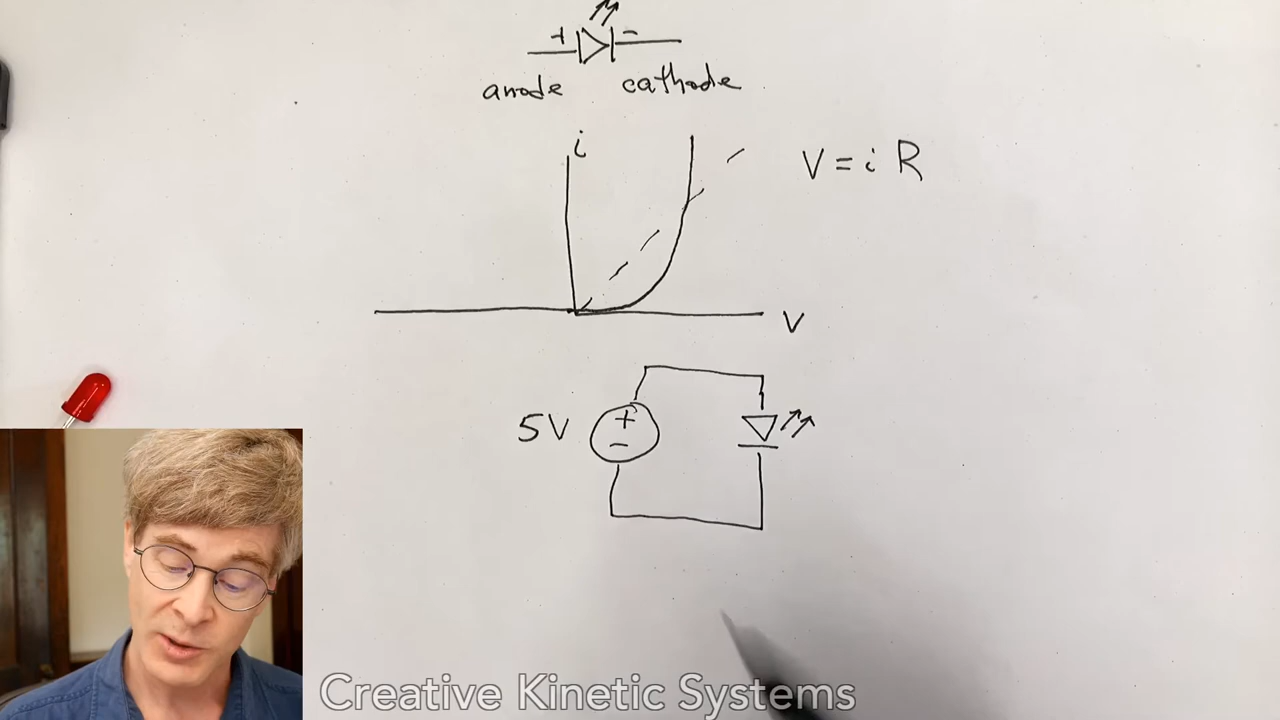 + -
anode cathode
i
V = i R
V
5V
+
-
Creative Kinetic Systems